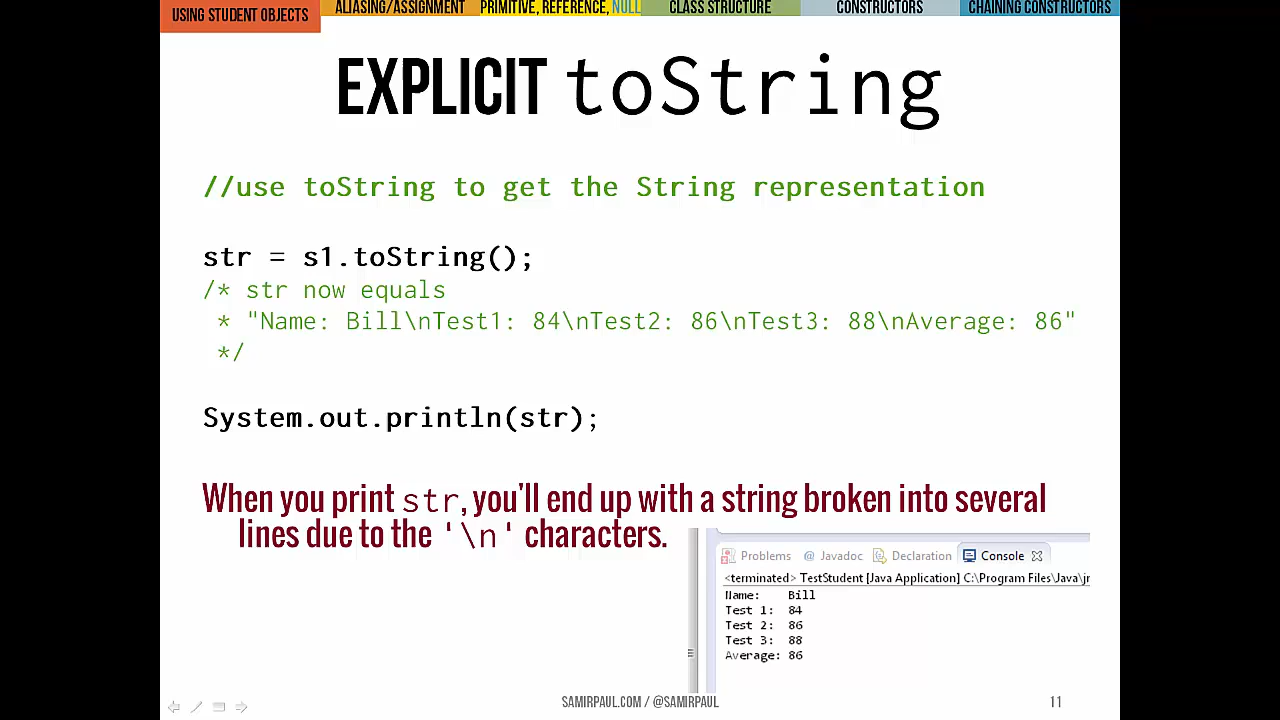 USING STUDENT OBJECTS
ALIASING/ASSIGNMENT
PRIMITIVE, REFERENCE, NULL
CLASS STRUCTURE
CONSTRUCTORS
CHAINING CONSTRUCTORS
EXPLICIT toString
//use toString to get the String representation
str = s1.toString();
/* str now equals
* "Name: Bill\nTest1: 84\nTest2: 86\nTest3: 88\nAverage: 86"
*/
System.out.println(str);
When you print str, you'll end up with a string broken into several
lines due to the '\n' characters.
Problems @ Javadoc Declaration Console
<terminated> TestStudent [Java Application] C:\Program Files\Java\jr
Name: Bill
Test 1: 84
Test 2: 86
Test 3: 88
Average: 86
SAMIRPAUL.COM / @SAMIRPAUL
11